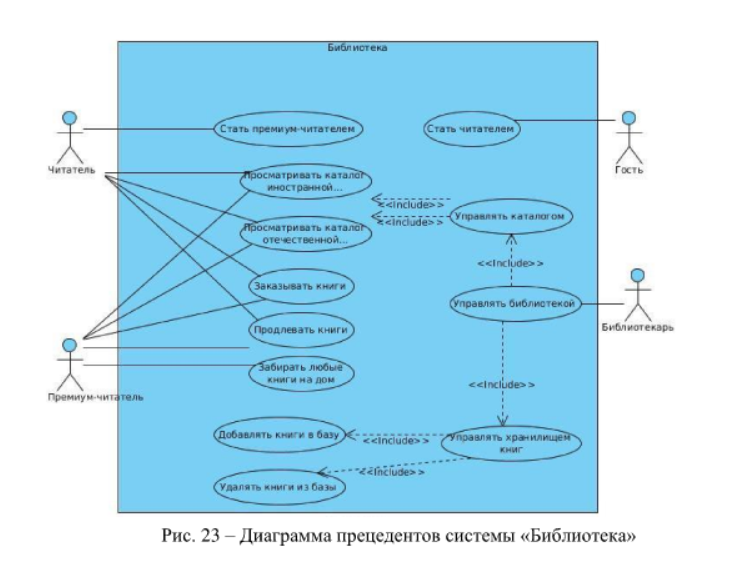 Библиотека
Стать премиум-читателем
Стать читателем
Читатель
Гость
Просматривать каталог
иностранной...
<<Include>>
Управлять каталогом
Просматривать каталог
отечественной...
<<Include>>
<<Include>>
Заказывать книги
Управлять библиотекой
Библиотекарь
Продлевать книги
Забирать любые
книги на дом
Премиум-читатель
<<Include>>
Добавлять книги в базу
<<Include>>
Управлять хранилищем
книг
<<Include>>
Удалять книги из базы
Рис. 23 – Диаграмма прецедентов системы «Библиотека»